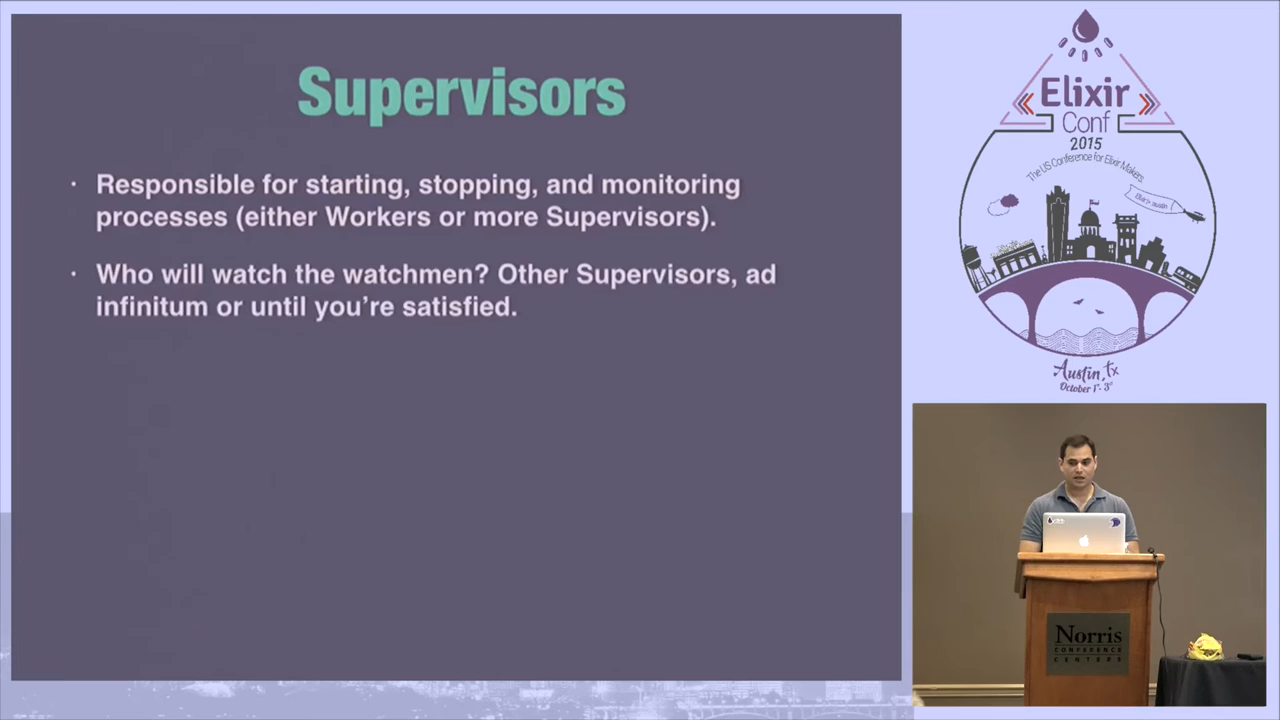 Supervisors
· Responsible for starting, stopping, and monitoring
processes (either Workers or more Supervisors).
· Who will watch the watchmen? Other Supervisors, ad
infinitum or until you’re satisfied.
Elixir
Conf
2015
The US Conference for Elixir Makers
Austin, Tx
October 1st - 3rd
Norris
CONFERENCE
CENTERS